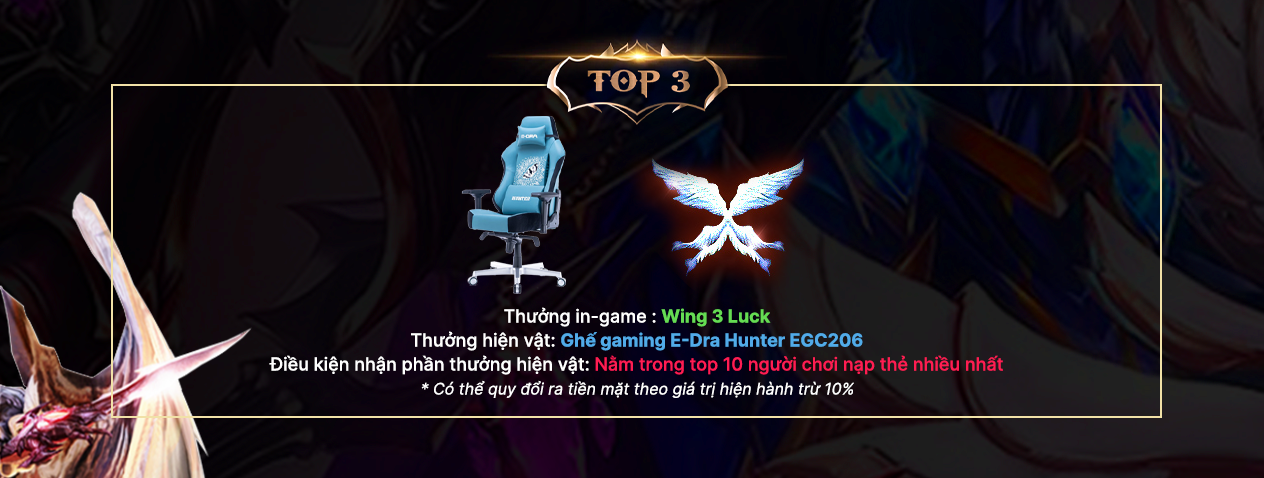 TOP 3
E-DRA
HUNTER
Thưởng in-game : Wing 3 Luck
Thưởng hiện vật: Ghế gaming E-Dra Hunter EGC206
Điều kiện nhận phần thưởng hiện vật: Nằm trong top 10 người chơi nạp thẻ nhiều nhất
* Có thể quy đổi ra tiền mặt theo giá trị hiện hành trừ 10%